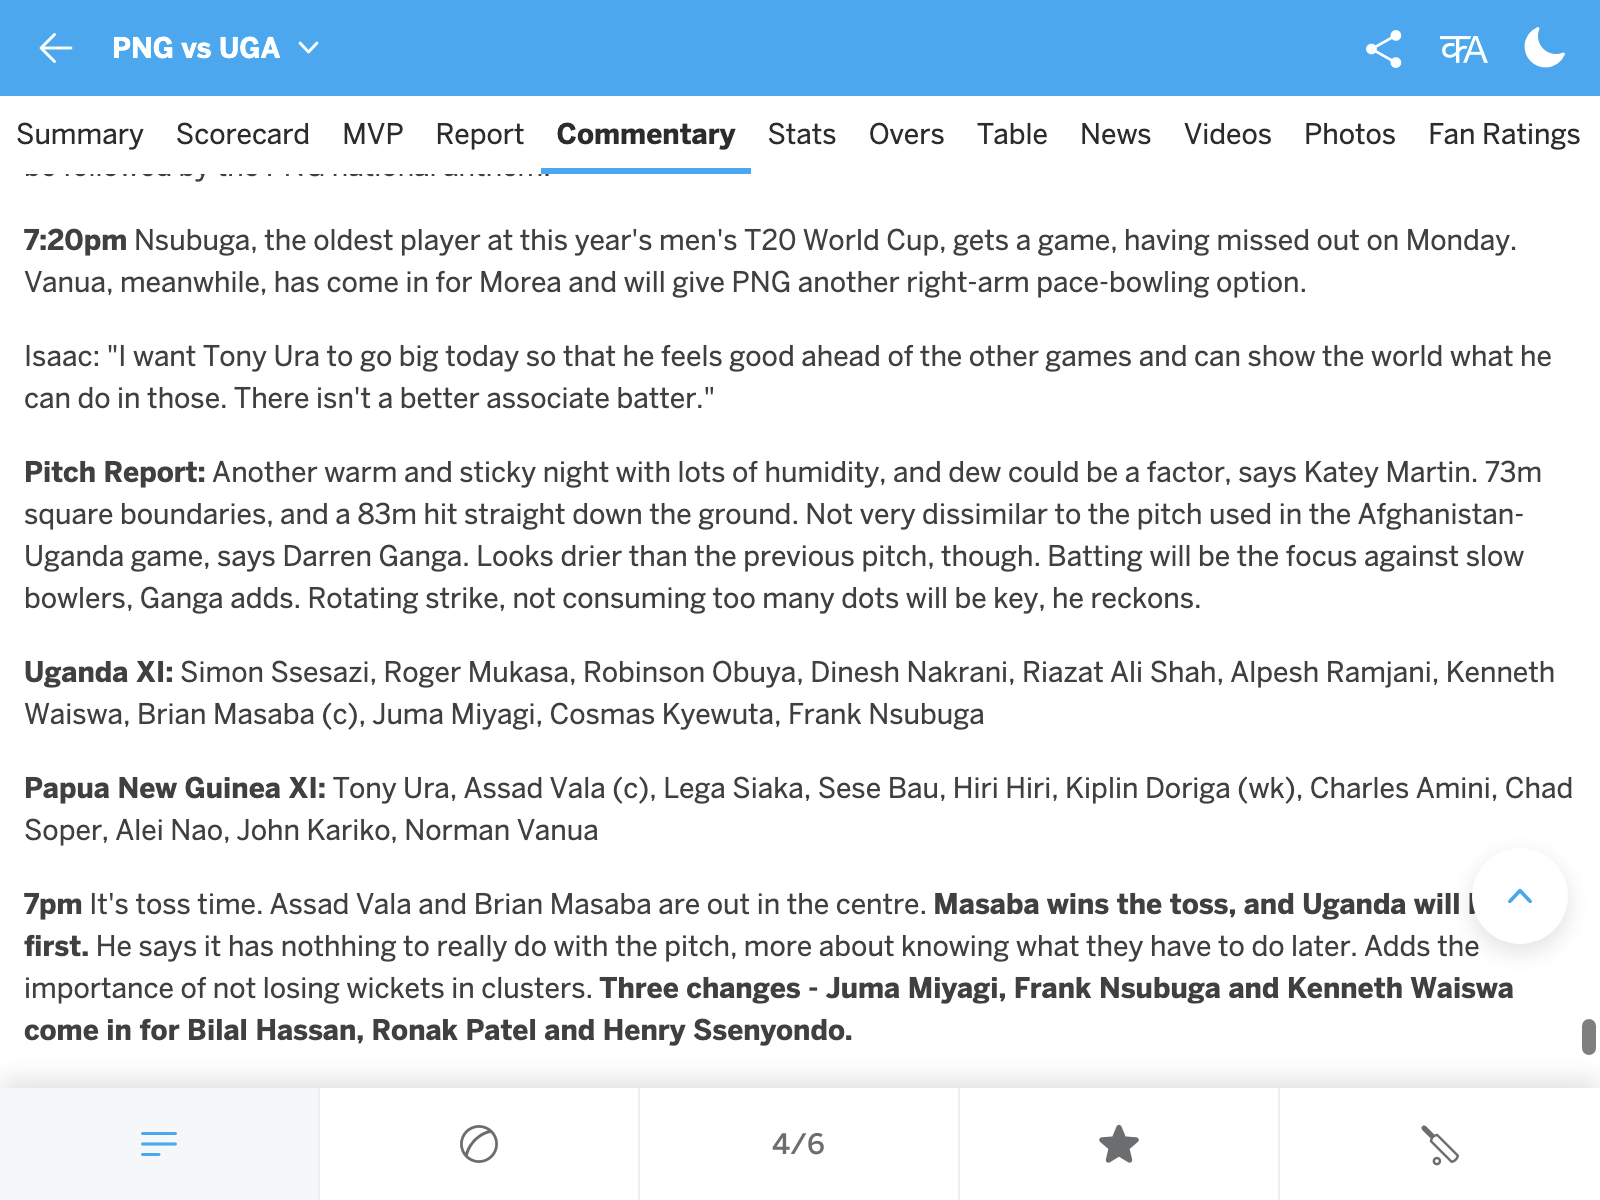 PNG vs UGA
काA
Summary Scorecard MVP Report Commentary Stats Overs Table News Videos Photos Fan Ratings
be followed by the PNG national anthem.
7:20pm Nsubuga, the oldest player at this year's men's T20 World Cup, gets a game, having missed out on Monday.
Vanua, meanwhile, has come in for Morea and will give PNG another right-arm pace-bowling option.
Isaac: "I want Tony Ura to go big today so that he feels good ahead of the other games and can show the world what he
can do in those. There isn't a better associate batter."
Pitch Report: Another warm and sticky night with lots of humidity, and dew could be a factor, says Katey Martin. 73m
square boundaries, and a 83m hit straight down the ground. Not very dissimilar to the pitch used in the Afghanistan-
Uganda game, says Darren Ganga. Looks drier than the previous pitch, though. Batting will be the focus against slow
bowlers, Ganga adds. Rotating strike, not consuming too many dots will be key, he reckons.
Uganda XI: Simon Ssesazi, Roger Mukasa, Robinson Obuya, Dinesh Nakrani, Riazat Ali Shah, Alpesh Ramjani, Kenneth
Waiswa, Brian Masaba (c), Juma Miyagi, Cosmas Kyewuta, Frank Nsubuga
Papua New Guinea XI: Tony Ura, Assad Vala (c), Lega Siaka, Sese Bau, Hiri Hiri, Kiplin Doriga (wk), Charles Amini, Chad
Soper, Alei Nao, John Kariko, Norman Vanua
7pm It's toss time. Assad Vala and Brian Masaba are out in the centre. Masaba wins the toss, and Uganda will
first. He says it has nothhing to really do with the pitch, more about knowing what they have to do later. Adds the
importance of not losing wickets in clusters. Three changes - Juma Miyagi, Frank Nsubuga and Kenneth Waiswa
come in for Bilal Hassan, Ronak Patel and Henry Ssenyondo.
4/6